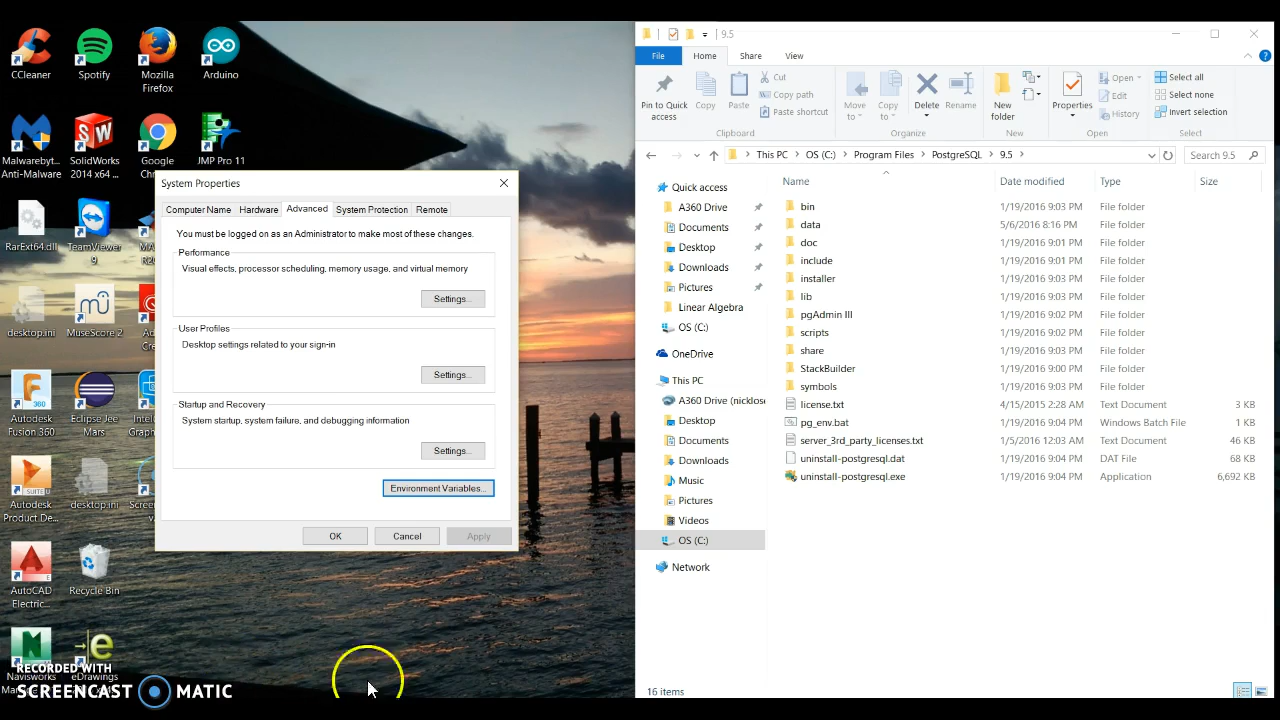 CCleaner
Spotify
Mozilla
Firefox
Arduino
Malwarebyt...
Anti-Malware
SolidWorks
2014 x64 ...
Google
Chr
JMP Pro 11
RarExt64.dll
TeamViewer
9
MA
R20
desktop.ini
MuseScore 2
Ad
Cre
Autodesk
Fusion 360
Eclipse Jee
Mars
Intel
Graph
Autodesk
Product De...
desktop.ini
Scree
AutoCAD
Electric...
Recycle Bin
Navisworks
eDrawings
RECORDED WITH
SCREENCAST MATIC
System Properties
Computer Name
Hardware
Advanced
System Protection
Remote
You must be logged on as an Administrator to make most of these changes.
Performance
Visual effects, processor scheduling, memory usage, and virtual memory
Settings...
User Profiles
Desktop settings related to your sign-in
Settings...
Startup and Recovery
System startup, system failure, and debugging information
Settings...
Environment Variables...
OK
Cancel
Apply
9.5
File
Home
Share
View
Pin to Quick
access
Copy
Paste
Cut
Copy path
Paste shortcut
Clipboard
Move
to
Copy
to
Delete
Rename
Organize
New
folder
New
Properties
Open
Edit
History
Open
Select all
Select none
Invert selection
Select
This PC > OS (C:) > Program Files > PostgreSQL > 9.5 >
Search 9.5
Quick access
A360 Drive
Documents
Desktop
Downloads
Pictures
Linear Algebra
OS (C:)
OneDrive
This PC
A360 Drive (nicklose
Desktop
Documents
Downloads
Music
Pictures
Videos
OS (C:)
Network
Name Date modified Type Size
bin 1/19/2016 9:03 PM File folder
data 5/6/2016 8:16 PM File folder
doc 1/19/2016 9:01 PM File folder
include 1/19/2016 9:01 PM File folder
installer 1/19/2016 9:03 PM File folder
lib 1/19/2016 9:03 PM File folder
pgAdmin III 1/19/2016 9:02 PM File folder
scripts 1/19/2016 9:02 PM File folder
share 1/19/2016 9:03 PM File folder
StackBuilder 1/19/2016 9:00 PM File folder
symbols 1/19/2016 9:03 PM File folder
license.txt 4/15/2015 2:28 AM Text Document 3 KB
pg_env.bat 1/19/2016 9:04 PM Windows Batch File 1 KB
server_3rd_party_licenses.txt 1/5/2016 12:03 AM Text Document 46 KB
uninstall-postgresql.dat 1/19/2016 9:04 PM DAT File 68 KB
uninstall-postgresql.exe 1/19/2016 9:04 PM Application 6,692 KB
16 items